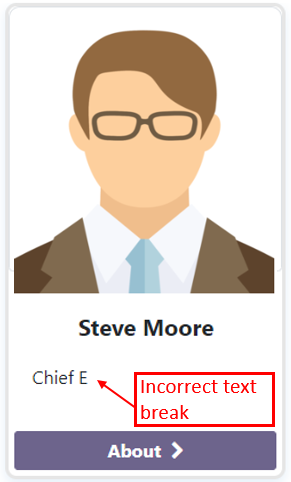 Steve Moore
Chief E
Incorrect text
break
About